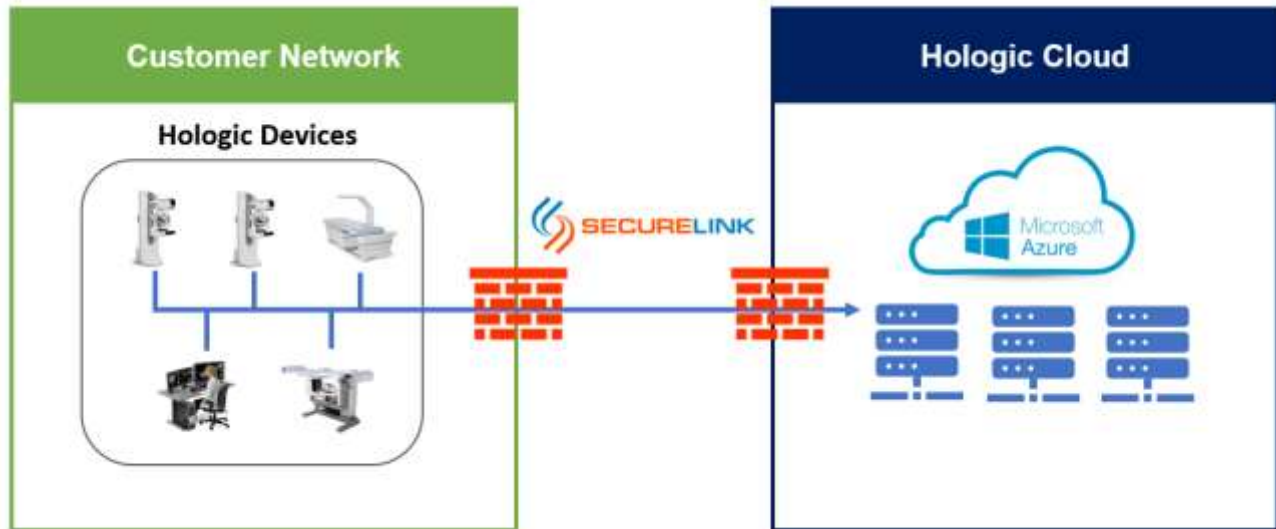 Customer Network
Hologic Cloud
Hologic Devices
SECURELINK
Microsoft
Azure